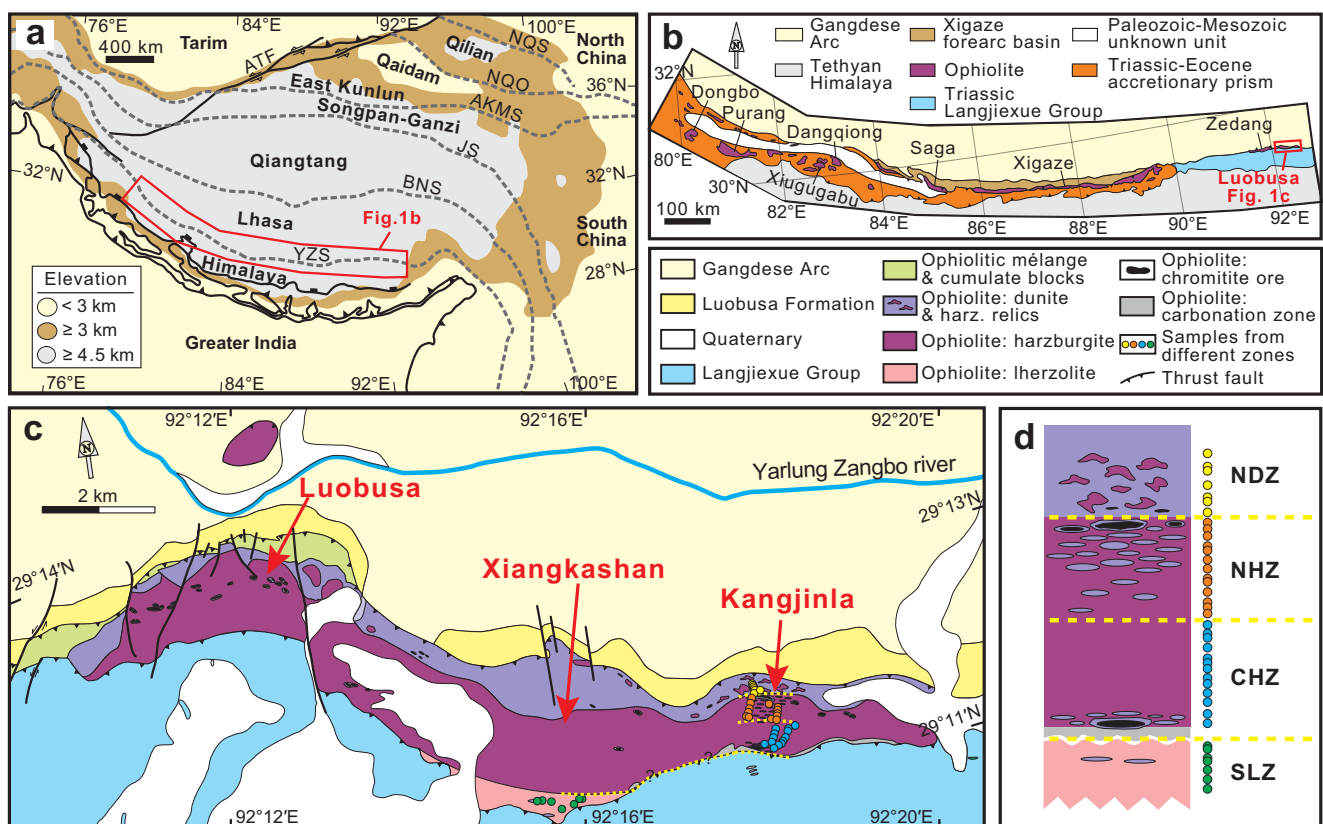 a
76°E
84°E
92°E
100°E
400 km
Tarim
ATF
Qilian
NQS
North
China
Qaidam
NQO
36°N
East Kunlun
AKMS
Songpan-Ganzi
JS
Qiangtang
32°N
BNS
32°N
Lhasa
Fig.1b
South
China
YZS
Himalaya
28°N
Elevation
< 3 km
≥ 3 km
≥ 4.5 km
Greater India
76°E
84°E
92°E
100°E
b
N
Gangdese
Arc
Xigaze
forearc basin
Paleozoic-Mesozoic
unknown unit
Tethyan
Himalaya
Ophiolite
Triassic-Eocene
accretionary prism
Triassic
Langjiexue Group
32°N
Dongbo
Purang
Dangqiong
Saga
Xigaze
Zedang
80°E
30°N
Xiugugabu
Luobusa
Fig. 1c
100 km
82°E
84°E
86°E
88°E
90°E
92°E
Gangdese Arc
Luobusa Formation
Quaternary
Langjiexue Group
Ophiolitic mélange
& cumulate blocks
Ophiolite: dunite
& harz. relics
Ophiolite: harzburgite
Ophiolite: lherzolite
Ophiolite:
chromitite ore
Ophiolite:
carbonation zone
Samples from
different zones
Thrust fault
c
N
92°12′E
92°16′E
92°20′E
2 km
Yarlung Zangbo river
Luobusa
29°13′N
29°14′N
Xiangkashan
Kangjinla
29°11′N
?
?
92°12′E
92°16′E
92°20′E
d
NDZ
NHZ
CHZ
SLZ